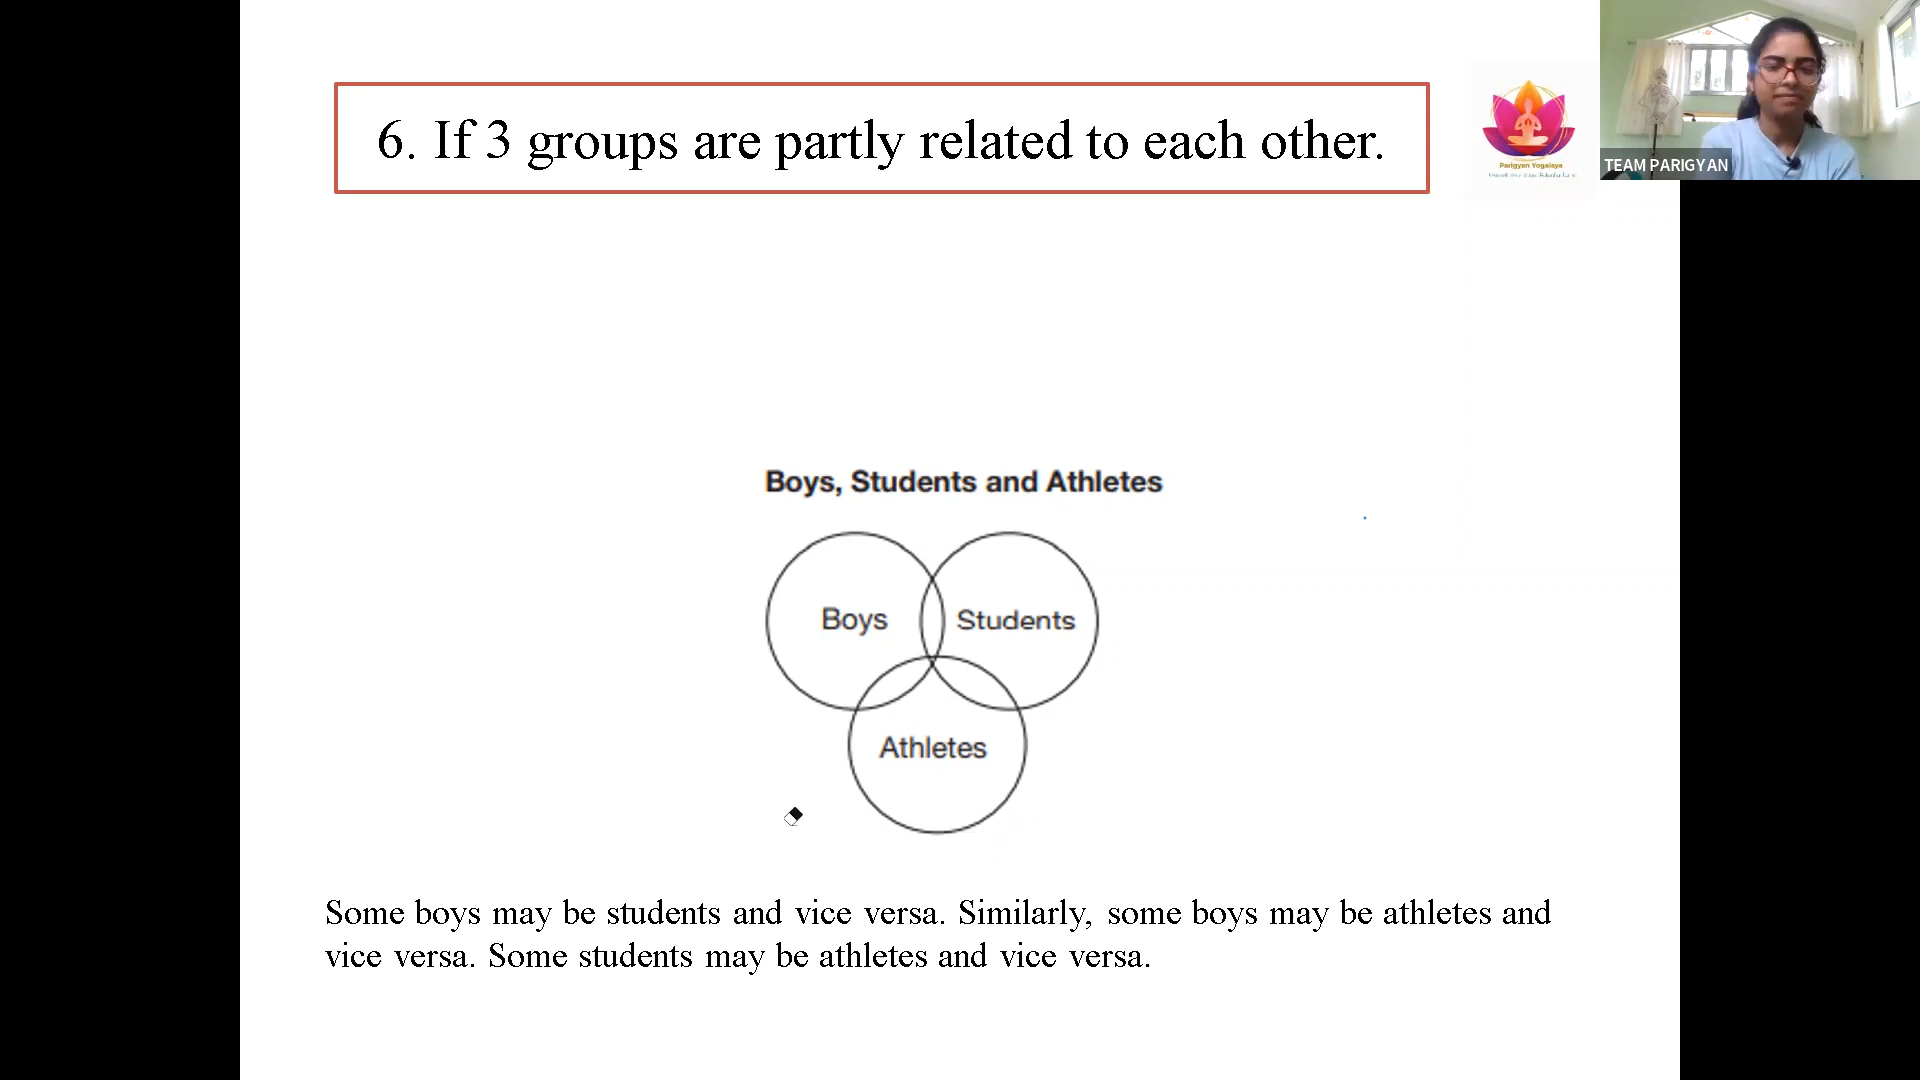 6. If 3 groups are partly related to each other.
Parigyan Yogalaya
TEAM PARIGYAN
Boys, Students and Athletes
Boys
Students
Athletes
Some boys may be students and vice versa. Similarly, some boys may be athletes and
vice versa. Some students may be athletes and vice versa.